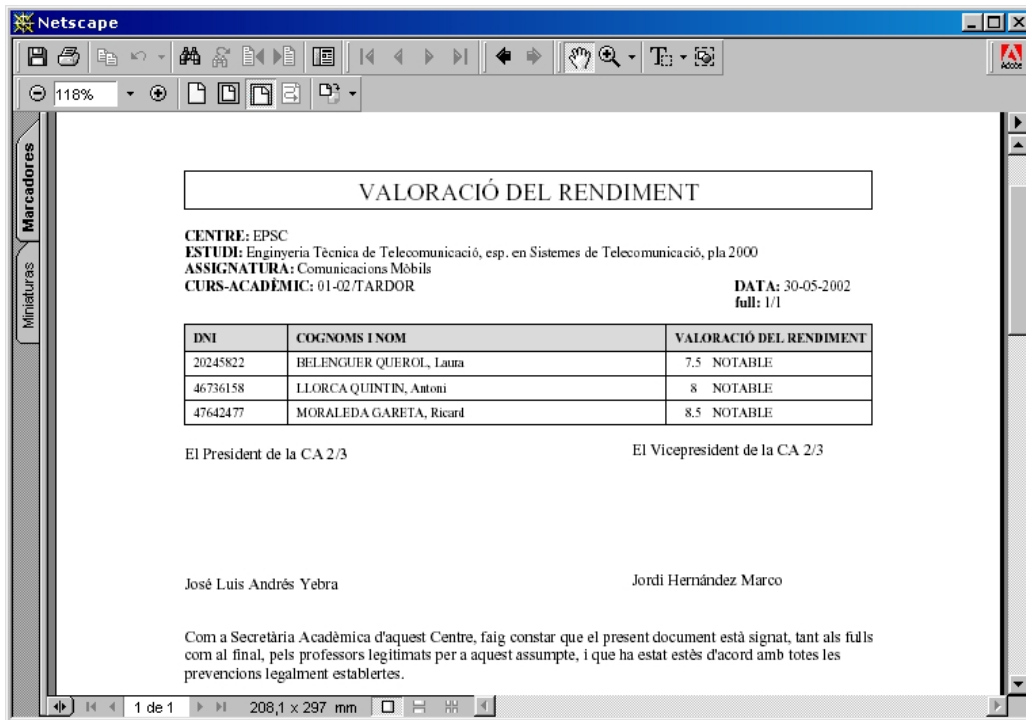 Netscape
Adobe
118%
Marcadores
Miniaturas
VALORACIÓ DEL RENDIMENT
CENTRE: EPSC
ESTUDI: Enginyeria Tècnica de Telecomunicació, esp. en Sistemes de Telecomunicació, pla 2000
ASSIGNATURA: Comunicacions Mòbils
CURS-ACADÈMIC: 01-02/TARDOR DATA: 30-05-2002
full: 1/1
DNI COGNOMS I NOM VALORACIÓ DEL RENDIMENT
20245822 BELENGUER QUEROL, Laura 7.5 NOTABLE
46736158 LLORCA QUINTIN, Antoni 8 NOTABLE
47642477 MORALEDA GARETA, Ricard 8.5 NOTABLE
El President de la CA 2/3 El Vicepresident de la CA 2/3
José Luis Andrés Yebra Jordi Hernández Marco
Com a Secretària Acadèmica d'aquest Centre, faig constar que el present document està signat, tant als fulls
com al final, pels professors legitimats per a aquest assumpte, i que ha estat estès d'acord amb totes les
prevencions legalment establertes.
1 de 1 208,1 x 297 mm